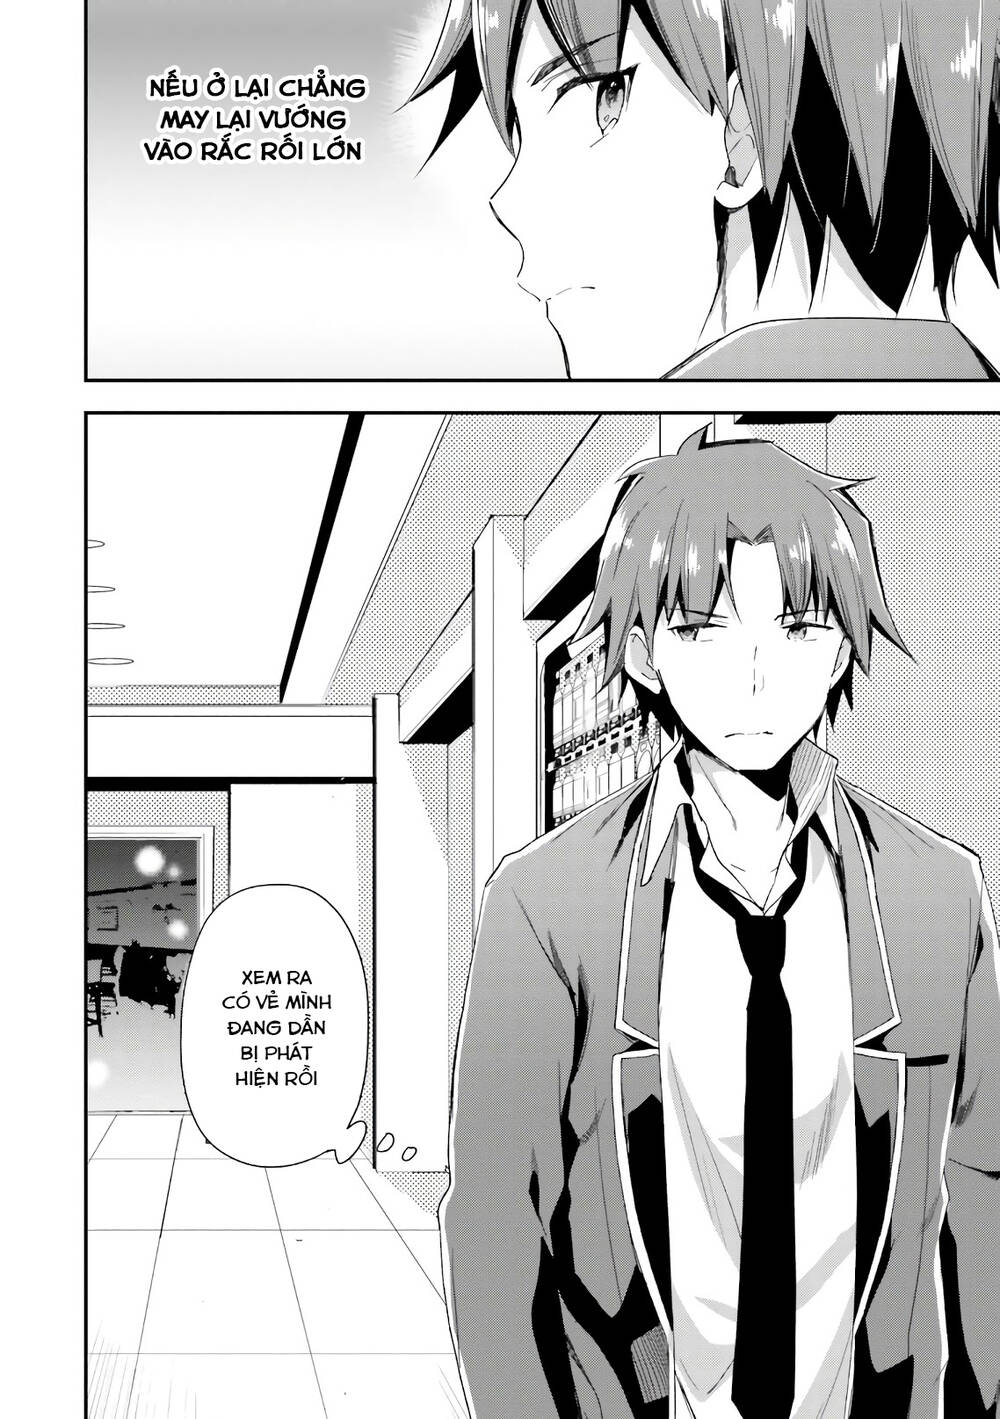 NẾU Ở LẠI CHẲNG
MAY LẠI VƯỚNG
VÀO RẮC RỐI LỚN
XEM RA
CÓ VẺ MÌNH
ĐANG DẦN
BỊ PHÁT
HIỆN RỒI